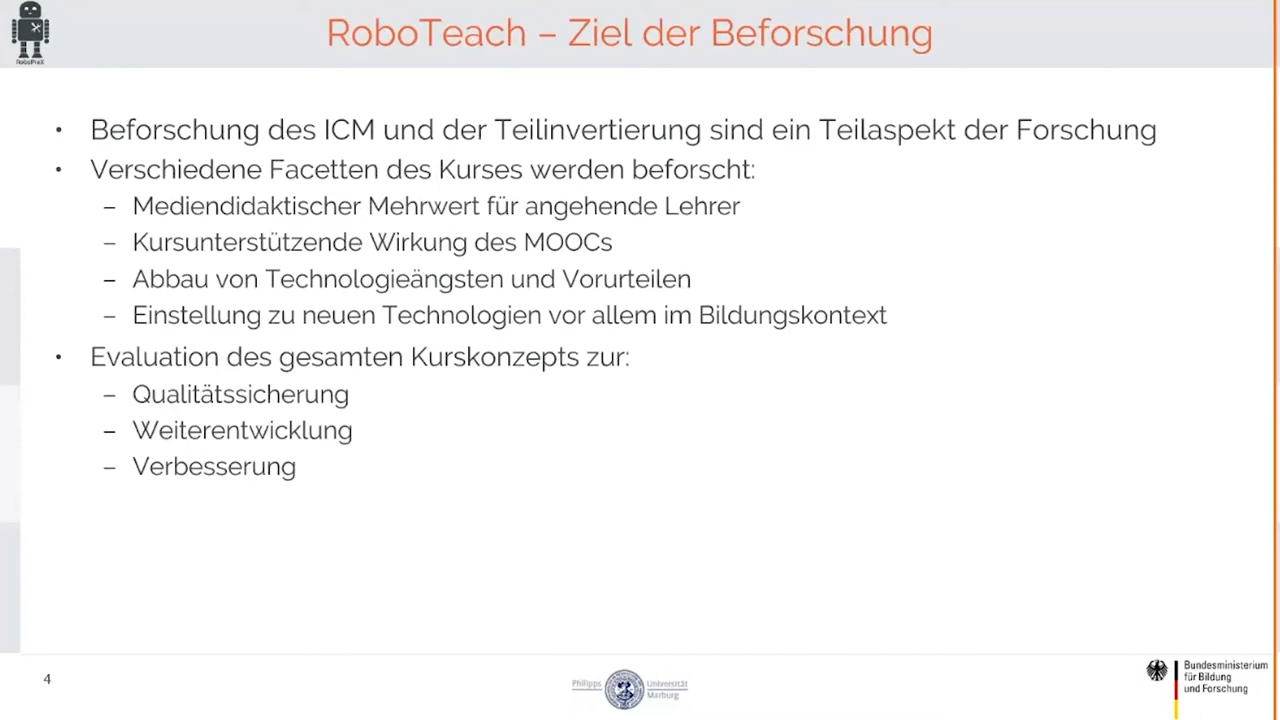 RoboTeach – Ziel der Beforschung
RoboPraX
• Beforschung des ICM und der Teilinvertierung sind ein Teilaspekt der Forschung
• Verschiedene Facetten des Kurses werden beforscht:
– Mediendidaktischer Mehrwert für angehende Lehrer
– Kursunterstützende Wirkung des MOOCs
– Abbau von Technologieängsten und Vorurteilen
– Einstellung zu neuen Technologien vor allem im Bildungskontext
• Evaluation des gesamten Kurskonzepts zur:
– Qualitätssicherung
– Weiterentwicklung
– Verbesserung
4
Philipps Universität
Marburg
Bundesministerium
für Bildung
und Forschung